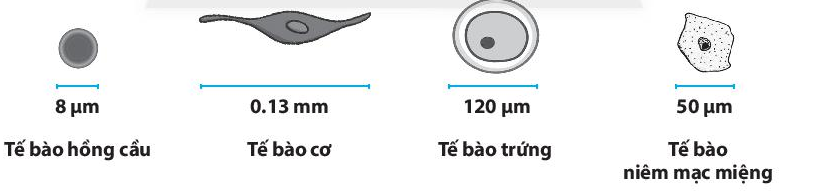 8 µm
0.13 mm
120 µm
50 µm
Tế bào hồng cầu
Tế bào cơ
Tế bào trứng
Tế bào
niêm mạc miệng